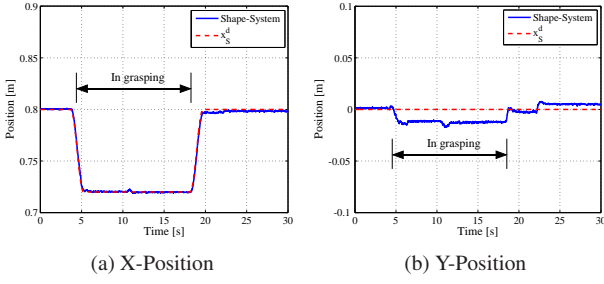 0.9
0.85
0.8
0.75
0.7
Position [m]
0 5 10 15 20 25 30
Time [s]
Shape-System
x_S^d
In grasping
(a) X-Position
0.1
0.05
0
-0.05
-0.1
Position [m]
0 5 10 15 20 25 30
Time [s]
Shape-System
x_S^d
In grasping
(b) Y-Position